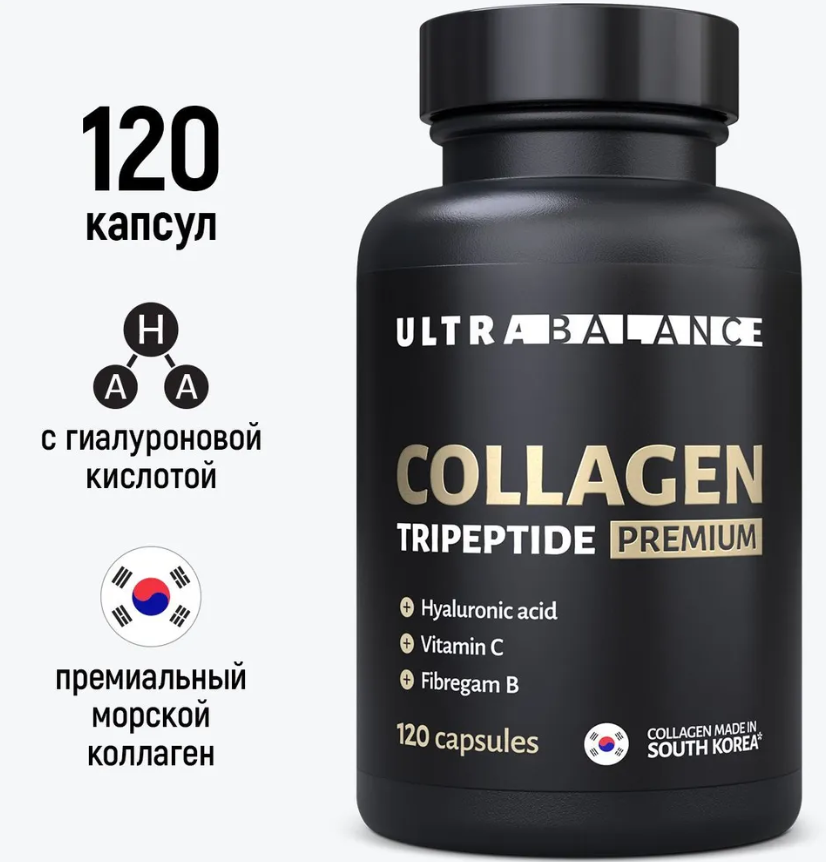 120
капсул
H
A A
с гиалуроновой
кислотой
премиальный
морской
коллаген
ULTRABALANCE
COLLAGEN
TRIPEPTIDE PREMIUM
+ Hyaluronic acid
+ Vitamin C
+ Fibregam B
120 capsules
COLLAGEN MADE IN
SOUTH KOREA*